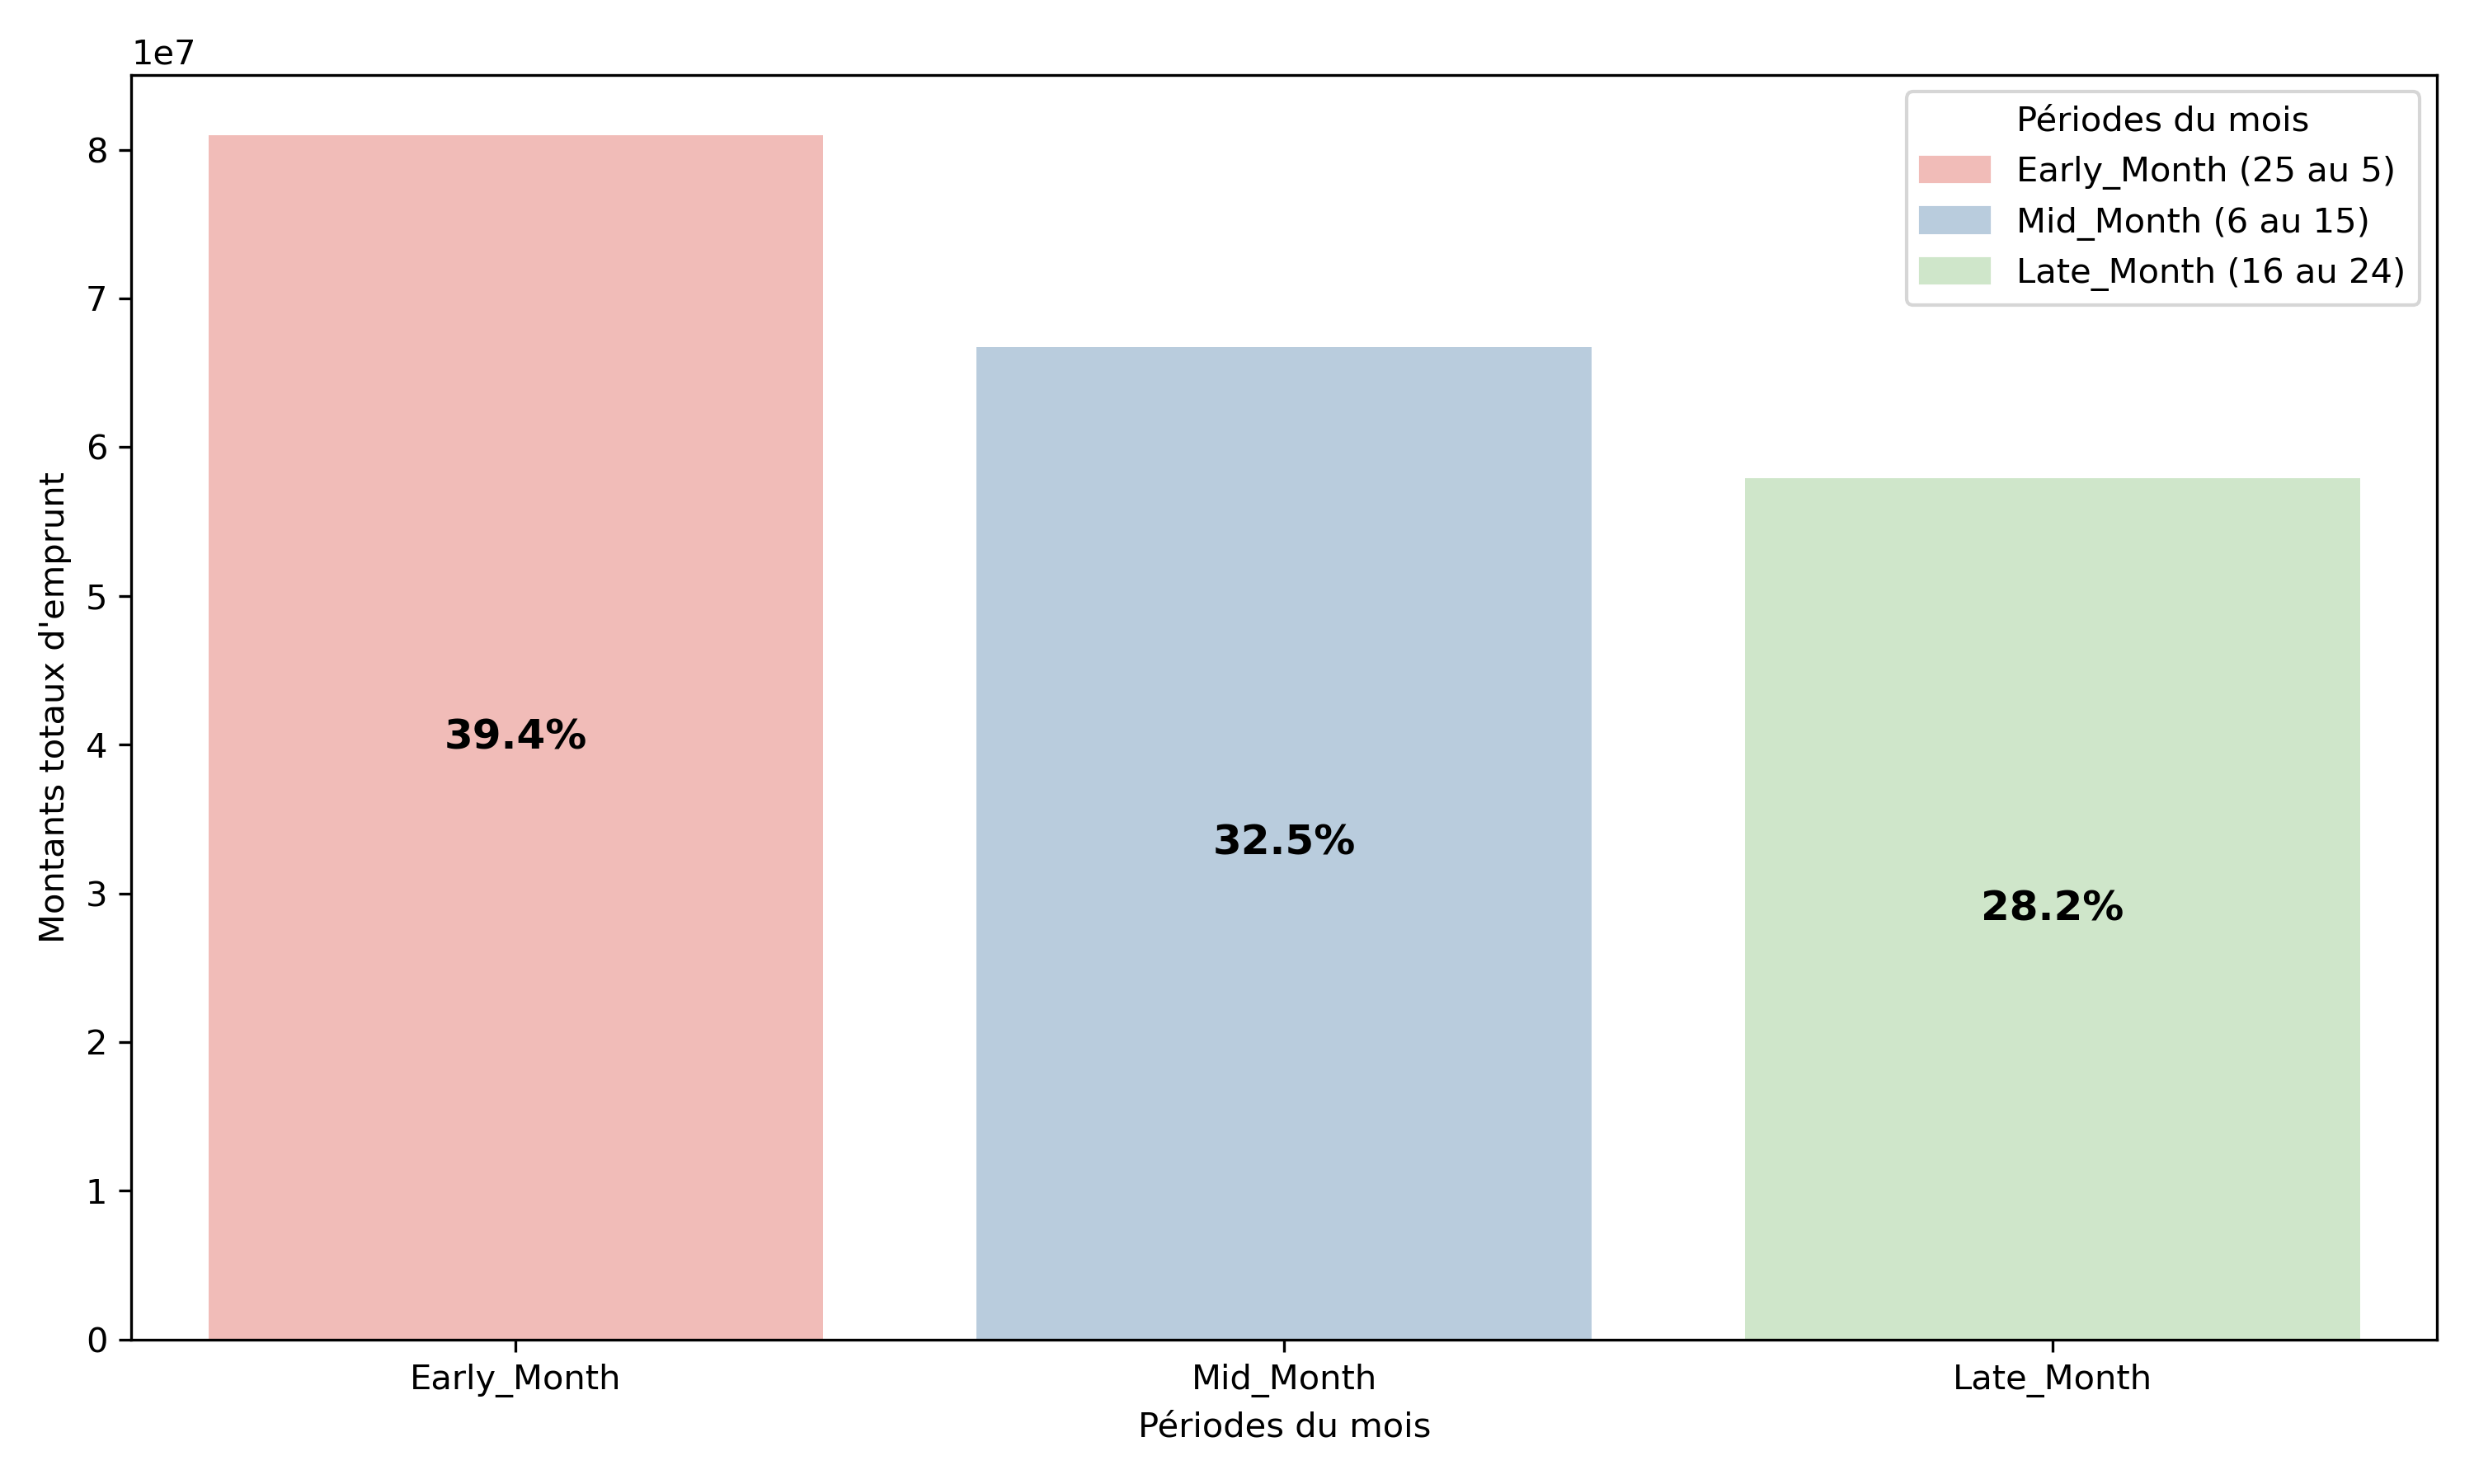 1e7
8
7
6
5
4
3
2
1
0
Montants totaux d'emprunt
Périodes du mois
Early_Month (25 au 5)
Mid_Month (6 au 15)
Late_Month (16 au 24)
39.4%
32.5%
28.2%
Early_Month
Mid_Month
Late_Month
Périodes du mois